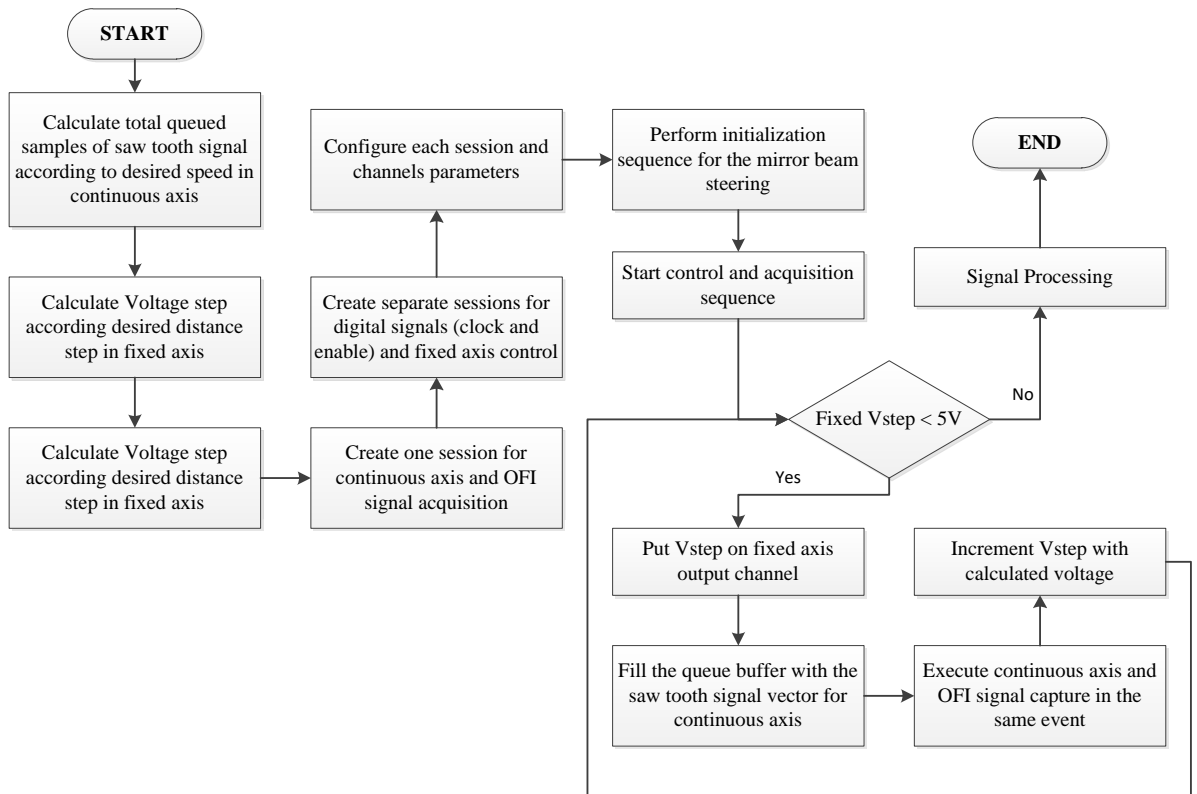 START
Calculate total queued
samples of saw tooth signal
according to desired speed in
continuous axis
Calculate Voltage step
according desired distance
step in fixed axis
Calculate Voltage step
according desired distance
step in fixed axis
Create one session for
continuous axis and OFI
signal acquisition
Create separate sessions for
digital signals (clock and
enable) and fixed axis control
Configure each session and
channels parameters
Perform initialization
sequence for the mirror beam
steering
Start control and acquisition
sequence
Fixed Vstep < 5V
Yes
Put Vstep on fixed axis
output channel
Fill the queue buffer with the
saw tooth signal vector for
continuous axis
Execute continuous axis and
OFI signal capture in the
same event
Increment Vstep with
calculated voltage
No
Signal Processing
END